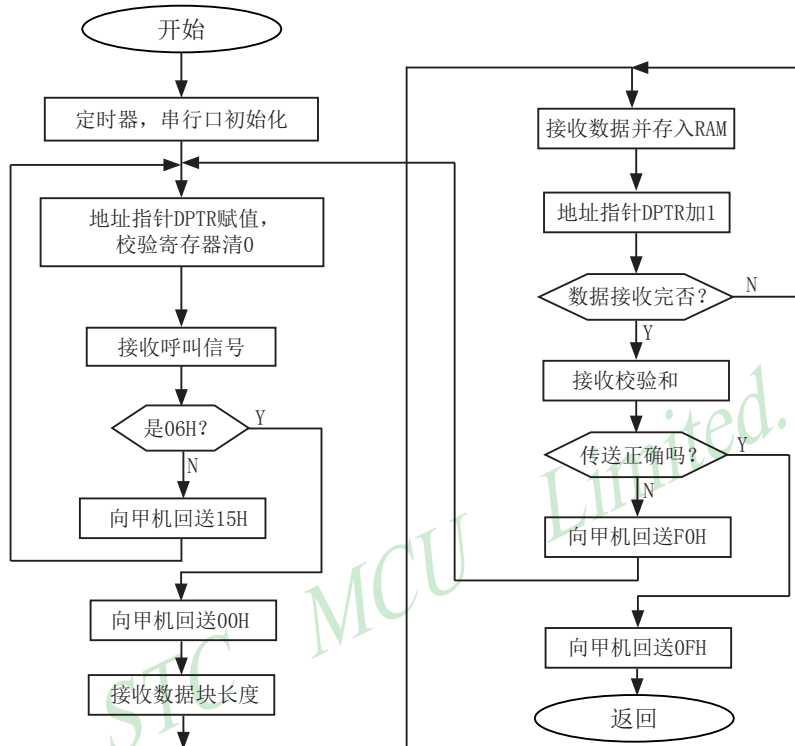 开始
定时器，串行口初始化
地址指针DPTR赋值，
校验寄存器清0
接收呼叫信号
是06H？
Y
N
向甲机回送15H
向甲机回送00H
接收数据块长度
接收数据并存入RAM
地址指针DPTR加1
数据接收完否？
N
Y
接收校验和
传送正确吗？
Y
N
向甲机回送F0H
向甲机回送0FH
返回
STC MCU Limited.